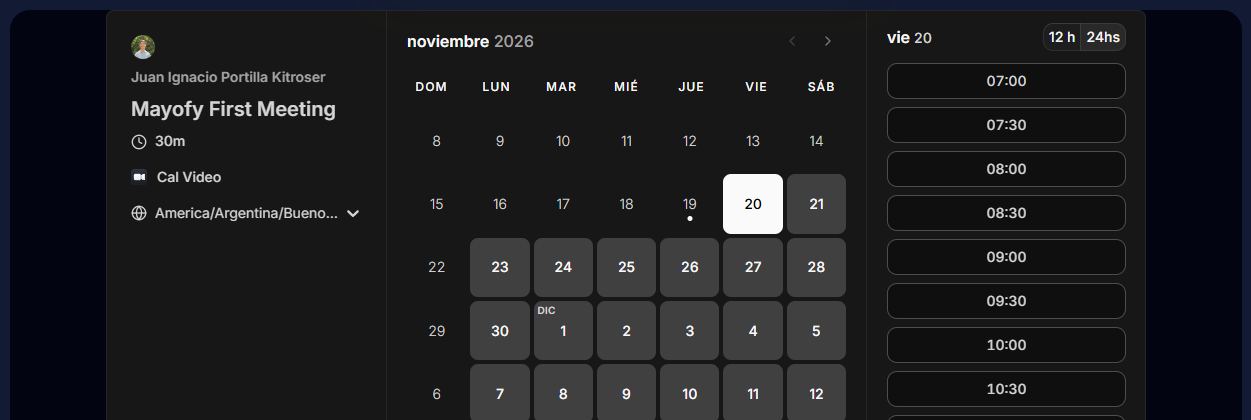 Juan Ignacio Portilla Kitroser
Mayofy First Meeting
30m
Cal Video
America/Argentina/Bueno...
noviembre 2026
DOM LUN MAR MIÉ JUE VIE SÁB
8 9 10 11 12 13 14
15 16 17 18 19 20 21
22 23 24 25 26 27 28
29 30 DIC 1 2 3 4 5
6 7 8 9 10 11 12
vie 20
12 h 24hs
07:00
07:30
08:00
08:30
09:00
09:30
10:00
10:30